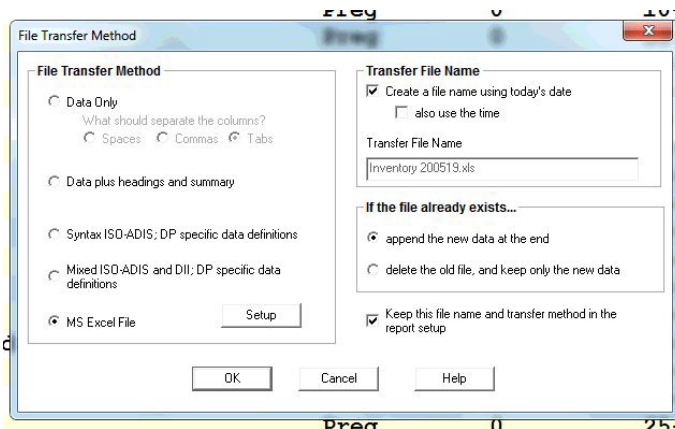 Preg 0 10-
File Transfer Method
Preg 0
File Transfer Method
Data Only
What should separate the columns?
Spaces Commas Tabs
Data plus headings and summary
Syntax ISO-ADIS; DP specific data definitions
Mixed ISO-ADIS and DII; DP specific data
definitions
MS Excel File
Setup
Transfer File Name
Create a file name using today's date
also use the time
Transfer File Name
Inventory 200519.xls
If the file already exists...
append the new data at the end
delete the old file, and keep only the new data
Keep this file name and transfer method in the
report setup
OK Cancel Help
Preg 0 25-